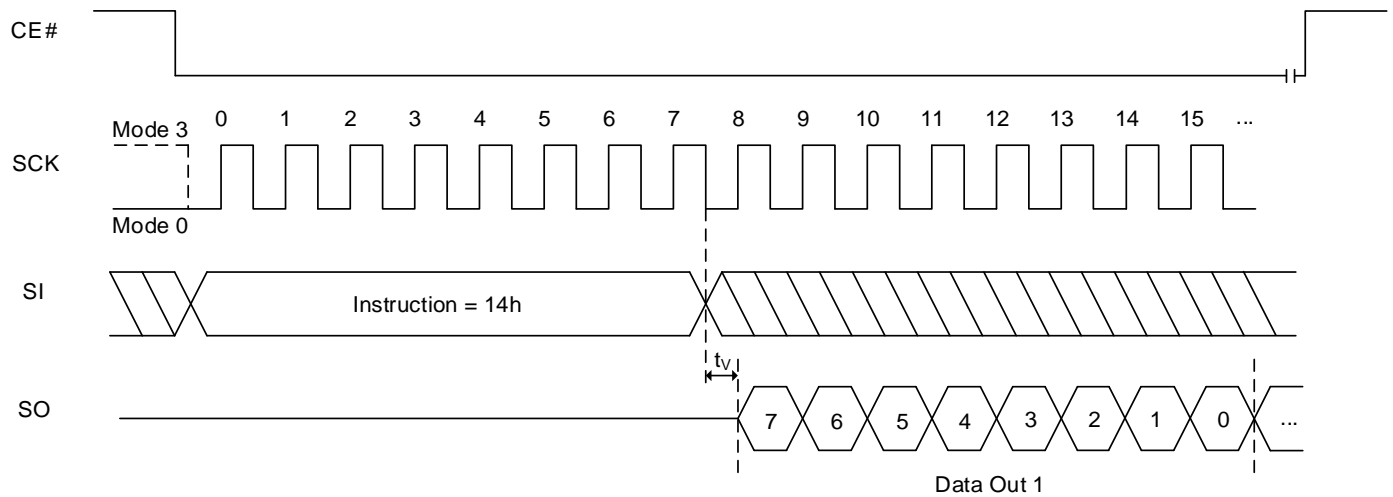 CE#
Mode 3
0 1 2 3 4 5 6 7 8 9 10 11 12 13 14 15 ...
SCK
Mode 0
SI
Instruction = 14h
tV
SO
7 6 5 4 3 2 1 0 ...
Data Out 1